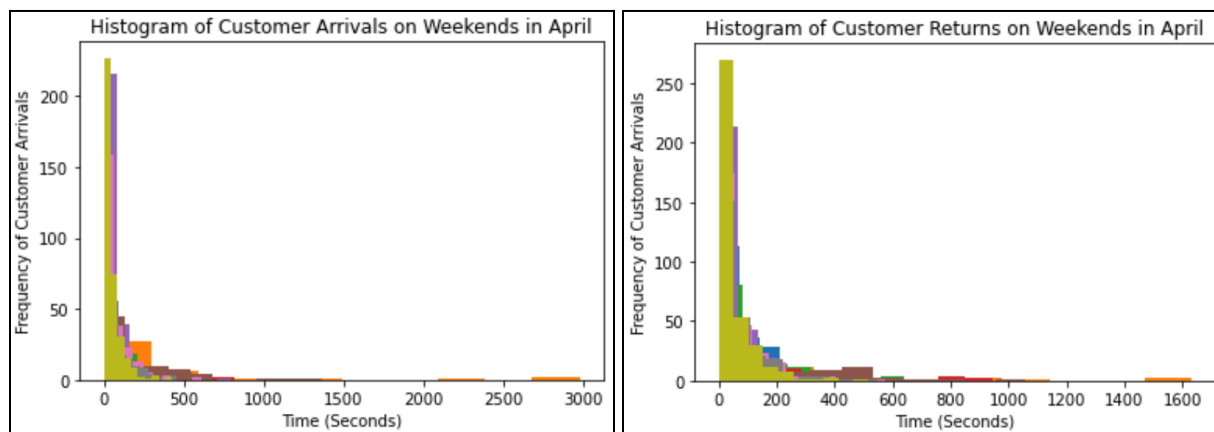 Histogram of Customer Arrivals on Weekends in April
Frequency of Customer Arrivals
200
150
100
50
0
0 500 1000 1500 2000 2500 3000
Time (Seconds)
Histogram of Customer Returns on Weekends in April
Frequency of Customer Arrivals
250
200
150
100
50
0
0 200 400 600 800 1000 1200 1400 1600
Time (Seconds)